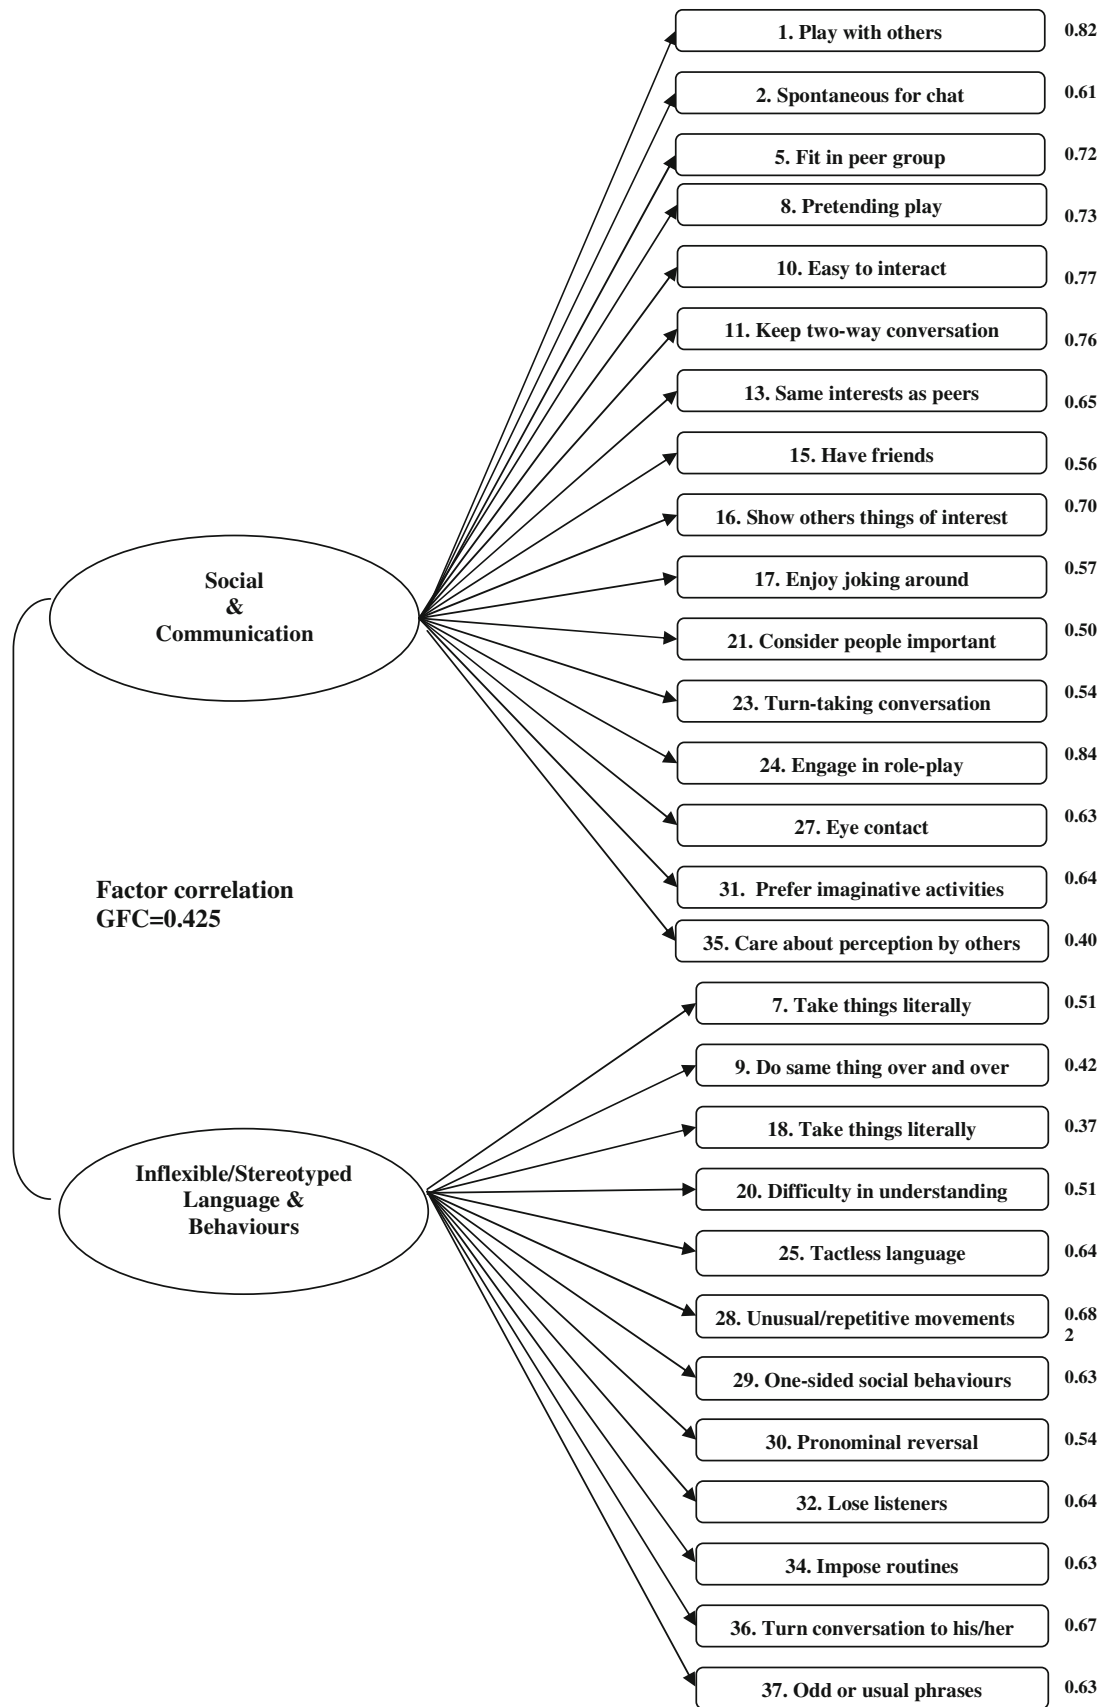 1. Play with others 0.82
2. Spontaneous for chat 0.61
5. Fit in peer group 0.72
8. Pretending play 0.73
10. Easy to interact 0.77
11. Keep two-way conversation 0.76
13. Same interests as peers 0.65
15. Have friends 0.56
16. Show others things of interest 0.70
17. Enjoy joking around 0.57
Social
&
Communication
21. Consider people important 0.50
23. Turn-taking conversation 0.54
24. Engage in role-play 0.84
27. Eye contact 0.63
31. Prefer imaginative activities 0.64
Factor correlation
GFC=0.425
35. Care about perception by others 0.40
7. Take things literally 0.51
9. Do same thing over and over 0.42
18. Take things literally 0.37
Inflexible/Stereotyped
Language &
Behaviours
20. Difficulty in understanding 0.51
25. Tactless language 0.64
28. Unusual/repetitive movements 0.68
2
29. One-sided social behaviours 0.63
30. Pronominal reversal 0.54
32. Lose listeners 0.64
34. Impose routines 0.63
36. Turn conversation to his/her 0.67
37. Odd or usual phrases 0.63